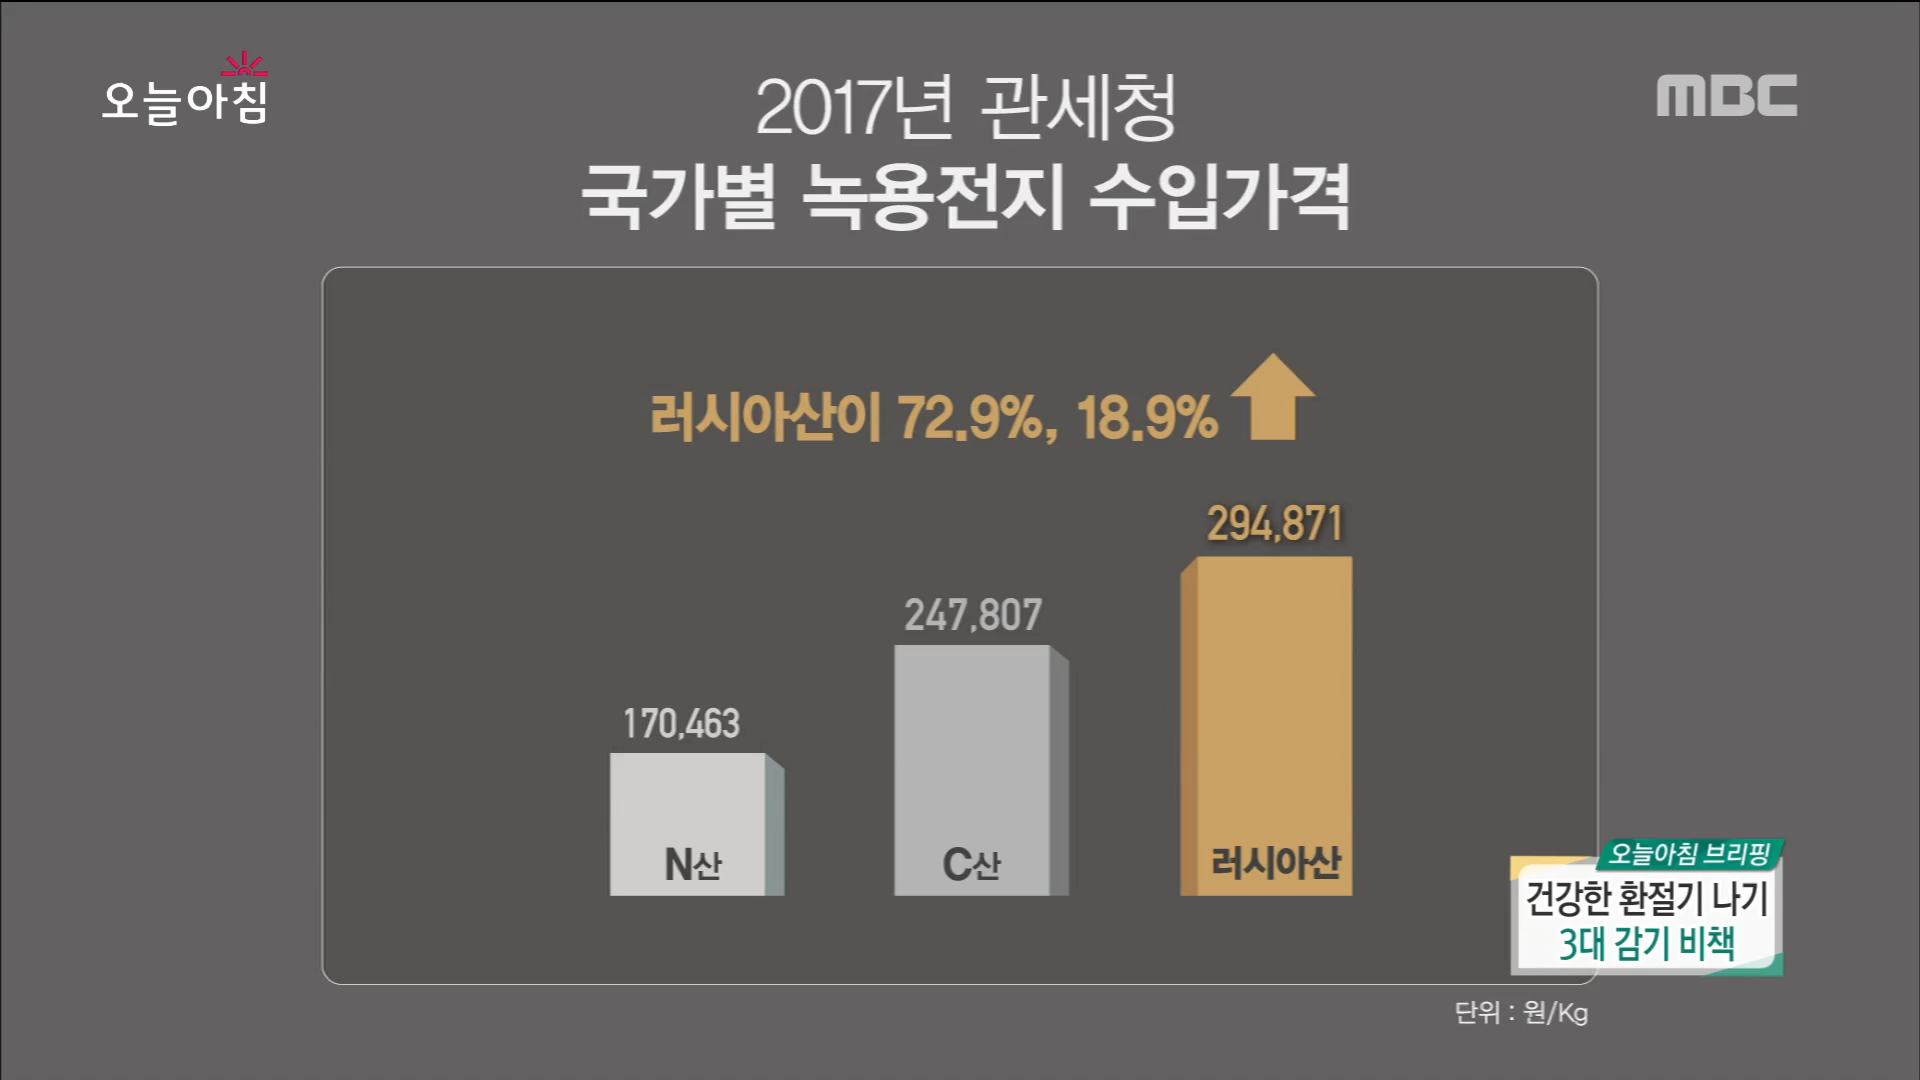 오늘아침
MBC
2017년 관세청
국가별 녹용전지 수입가격
러시아산이 72.9%, 18.9%
294,871
247,807
170,463
N산
C산
러시아산
오늘아침 브리핑
건강한 환절기 나기
3대 감기 비책
단위 : 원/Kg